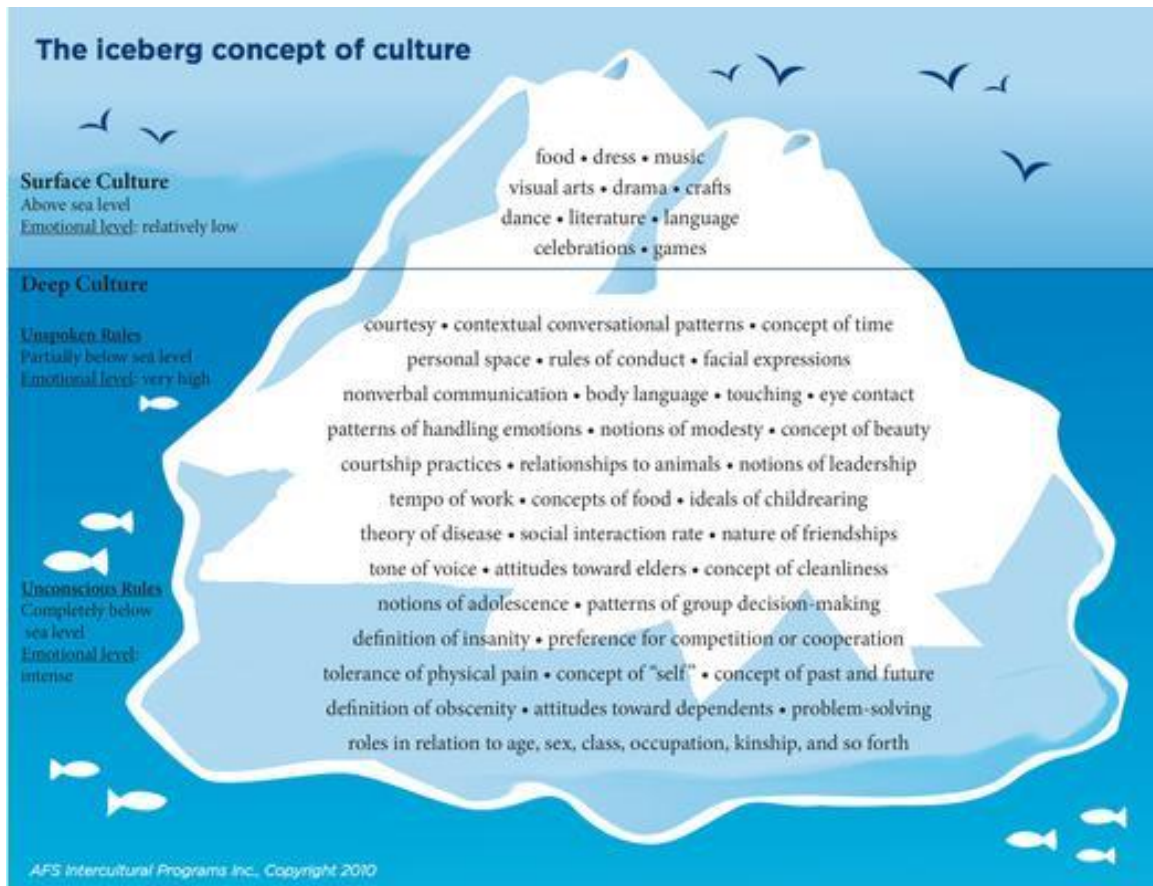 The iceberg concept of culture
food • dress • music
Surface Culture
Above sea level
Emotional level: relatively low
visual arts • drama • crafts
dance • literature • language
celebrations • games
Deep Culture
Unspoken Rules
Partially below sea level
Emotional level: very high
courtesy • contextual conversational patterns • concept of time
personal space • rules of conduct • facial expressions
nonverbal communication • body language • touching • eye contact
patterns of handling emotions • notions of modesty • concept of beauty
courtship practices • relationships to animals • notions of leadership
tempo of work • concepts of food • ideals of childrearing
theory of disease • social interaction rate • nature of friendships
tone of voice • attitudes toward elders • concept of cleanliness
Unconscious Rules
Completely below
sea level
Emotional level:
intense
notions of adolescence • patterns of group decision-making
definition of insanity • preference for competition or cooperation
tolerance of physical pain • concept of “self” • concept of past and future
definition of obscenity • attitudes toward dependents • problem-solving
roles in relation to age, sex, class, occupation, kinship, and so forth
AFS Intercultural Programs Inc., Copyright 2010